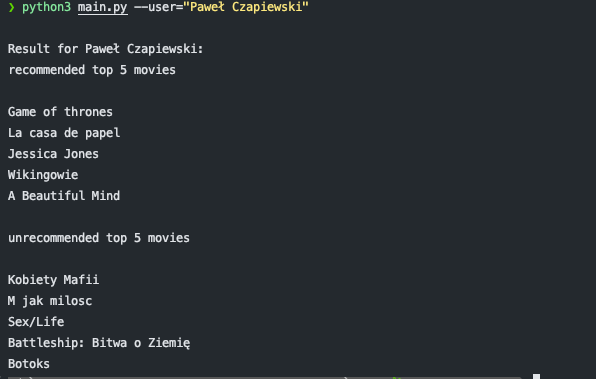 ❯ python3 main.py --user="Paweł Czapiewski"
Result for Paweł Czapiewski:
recommended top 5 movies
Game of thrones
La casa de papel
Jessica Jones
Wikingowie
A Beautiful Mind
unrecommended top 5 movies
Kobiety Mafii
M jak milosc
Sex/Life
Battleship: Bitwa o Ziemię
Botoks